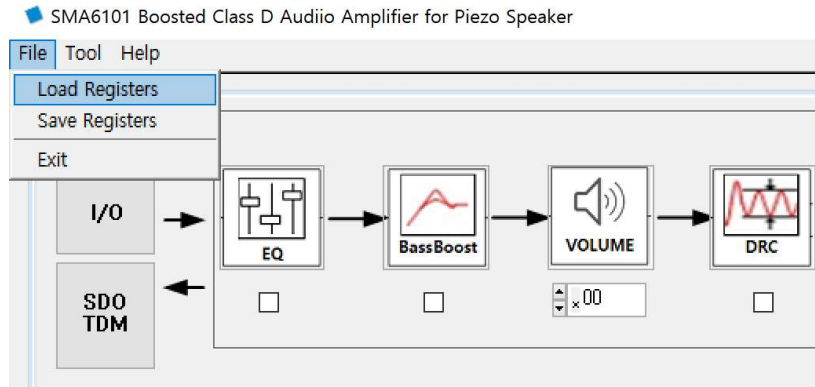 SMA6101 Boosted Class D Audiio Amplifier for Piezo Speaker
File Tool Help
Load Registers
Save Registers
Exit
I/O
EQ
BassBoost
VOLUME
DRC
SDO
TDM
×00